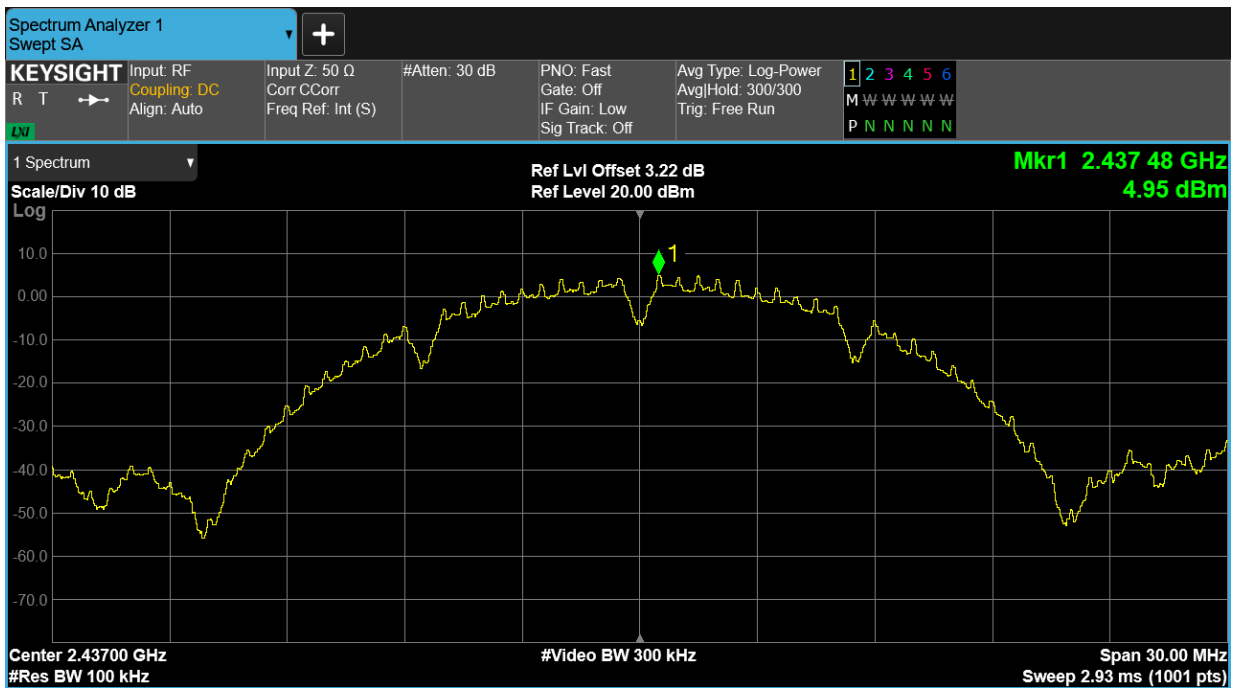 Spectrum Analyzer 1
Swept SA
+
KEYSIGHT
R T
LXI
Input: RF
Coupling: DC
Align: Auto
Input Z: 50 Ω
Corr CCorr
Freq Ref: Int (S)
#Atten: 30 dB
PNO: Fast
Gate: Off
IF Gain: Low
Sig Track: Off
Avg Type: Log-Power
Avg|Hold: 300/300
Trig: Free Run
1 2 3 4 5 6
M W W W W W
P N N N N N
1 Spectrum
Scale/Div 10 dB
Log
Ref Lvl Offset 3.22 dB
Ref Level 20.00 dBm
Mkr1 2.437 48 GHz
4.95 dBm
1
10.0
0.00
-10.0
-20.0
-30.0
-40.0
-50.0
-60.0
-70.0
Center 2.43700 GHz
#Res BW 100 kHz
#Video BW 300 kHz
Span 30.00 MHz
Sweep 2.93 ms (1001 pts)